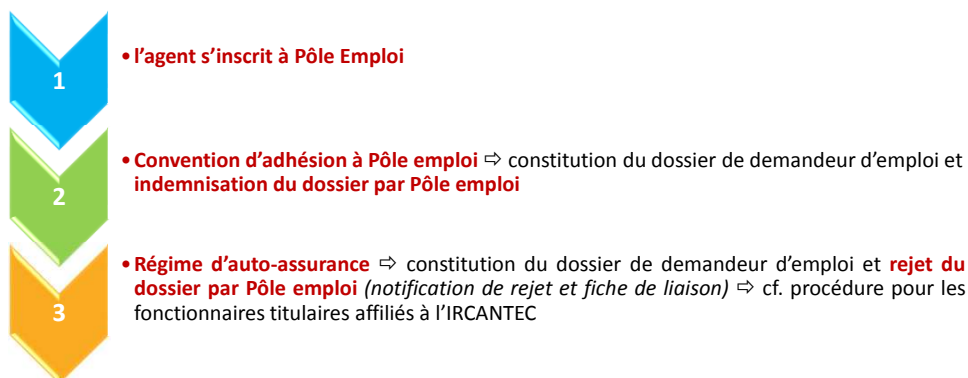 1
• l'agent s'inscrit à Pôle Emploi
2
• Convention d'adhésion à Pôle emploi ⇨ constitution du dossier de demandeur d'emploi et
indemnisation du dossier par Pôle emploi
3
• Régime d'auto-assurance ⇨ constitution du dossier de demandeur d'emploi et rejet du
dossier par Pôle emploi (notification de rejet et fiche de liaison) ⇨ cf. procédure pour les
fonctionnaires titulaires affiliés à l'IRCANTEC